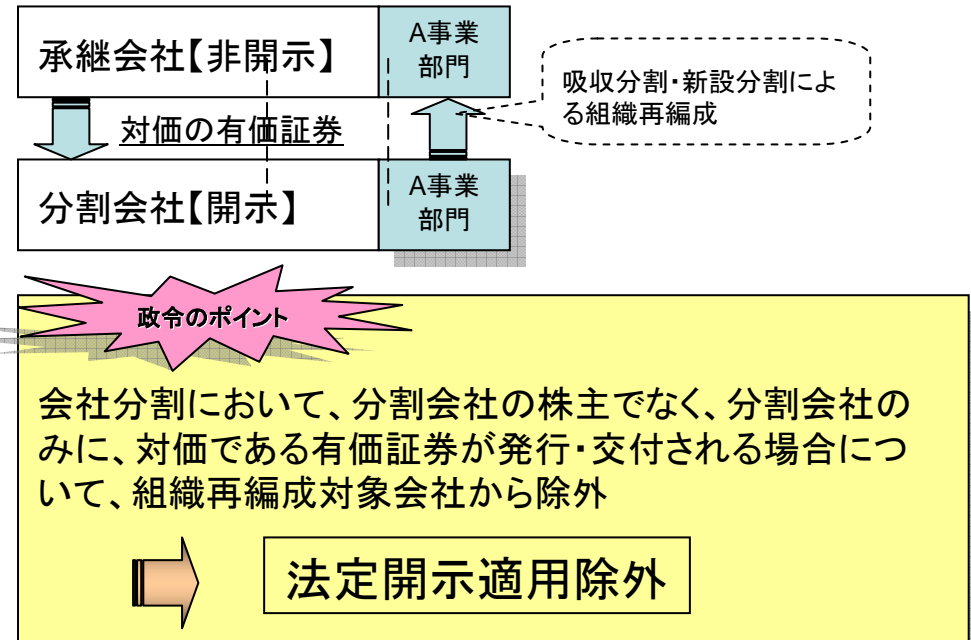 承継会社【非開示】
A事業
部門
吸収分割・新設分割によ
る組織再編成
対価の有価証券
分割会社【開示】
A事業
部門
政令のポイント
会社分割において、分割会社の株主でなく、分割会社の
みに、対価である有価証券が発行・交付される場合につ
いて、組織再編成対象会社から除外
法定開示適用除外